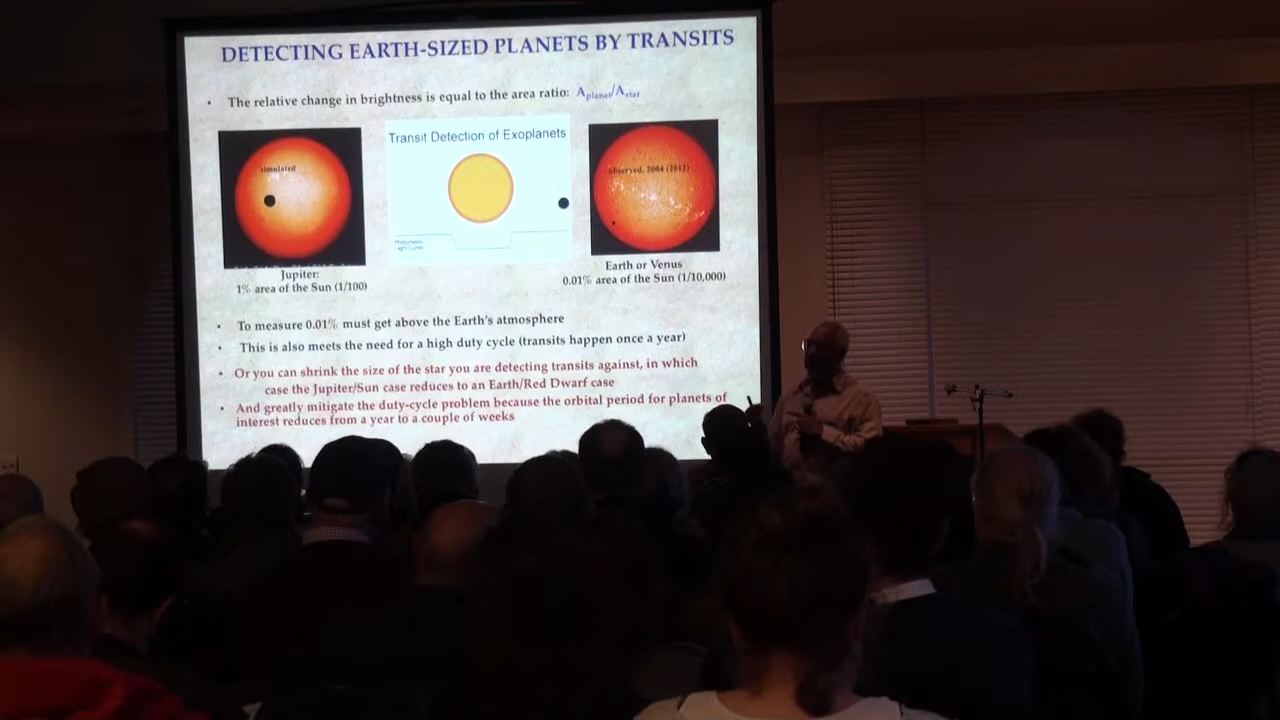 DETECTING EARTH-SIZED PLANETS BY TRANSITS
• The relative change in brightness is equal to the area ratio: Aplanet/Astar
simulated
Transit Detection of Exoplanets
observed, 2004 (2012)
Light Curve
Jupiter:
1% area of the Sun (1/100)
Earth or Venus
0.01% area of the Sun (1/10,000)
• To measure 0.01% must get above the Earth's atmosphere
• This is also meets the need for a high duty cycle (transits happen once a year)
• Or you can shrink the size of the star you are detecting transits against, in which
case the Jupiter/Sun case reduces to an Earth/Red Dwarf case
• And greatly mitigate the duty-cycle problem because the orbital period for planets of
interest reduces from a year to a couple of weeks